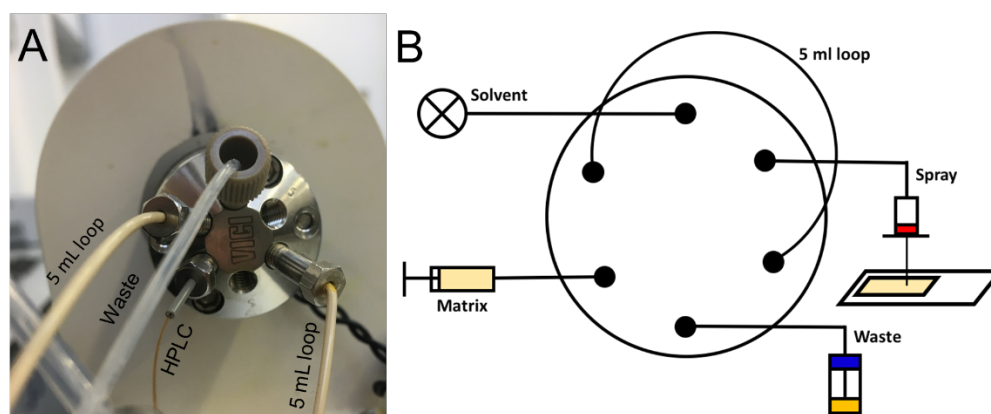 A
5 mL loop
Waste
HPLC
5 mL loop
VICI
B
5 ml loop
Solvent
Spray
Matrix
Waste